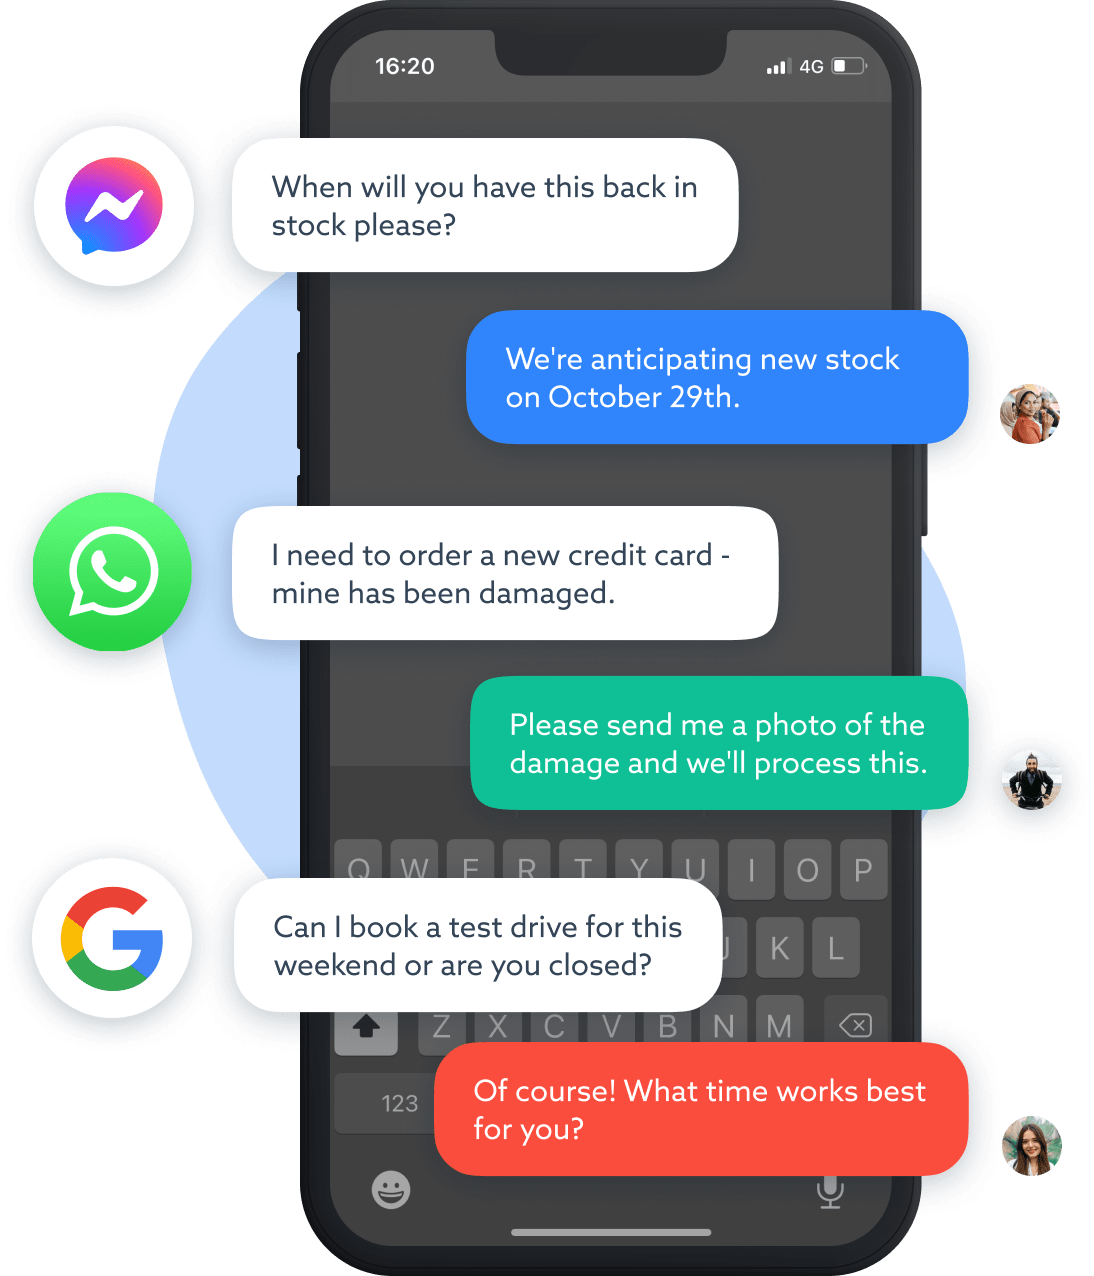 16:20
4G
When will you have this back in
stock please?
We're anticipating new stock
on October 29th.
I need to order a new credit card -
mine has been damaged.
Please send me a photo of the
damage and we'll process this.
Q W E R T Y U I O P
Can I book a test drive for this
weekend or are you closed?
J K L
Z X C V B N M
Of course! What time works best
for you?
123